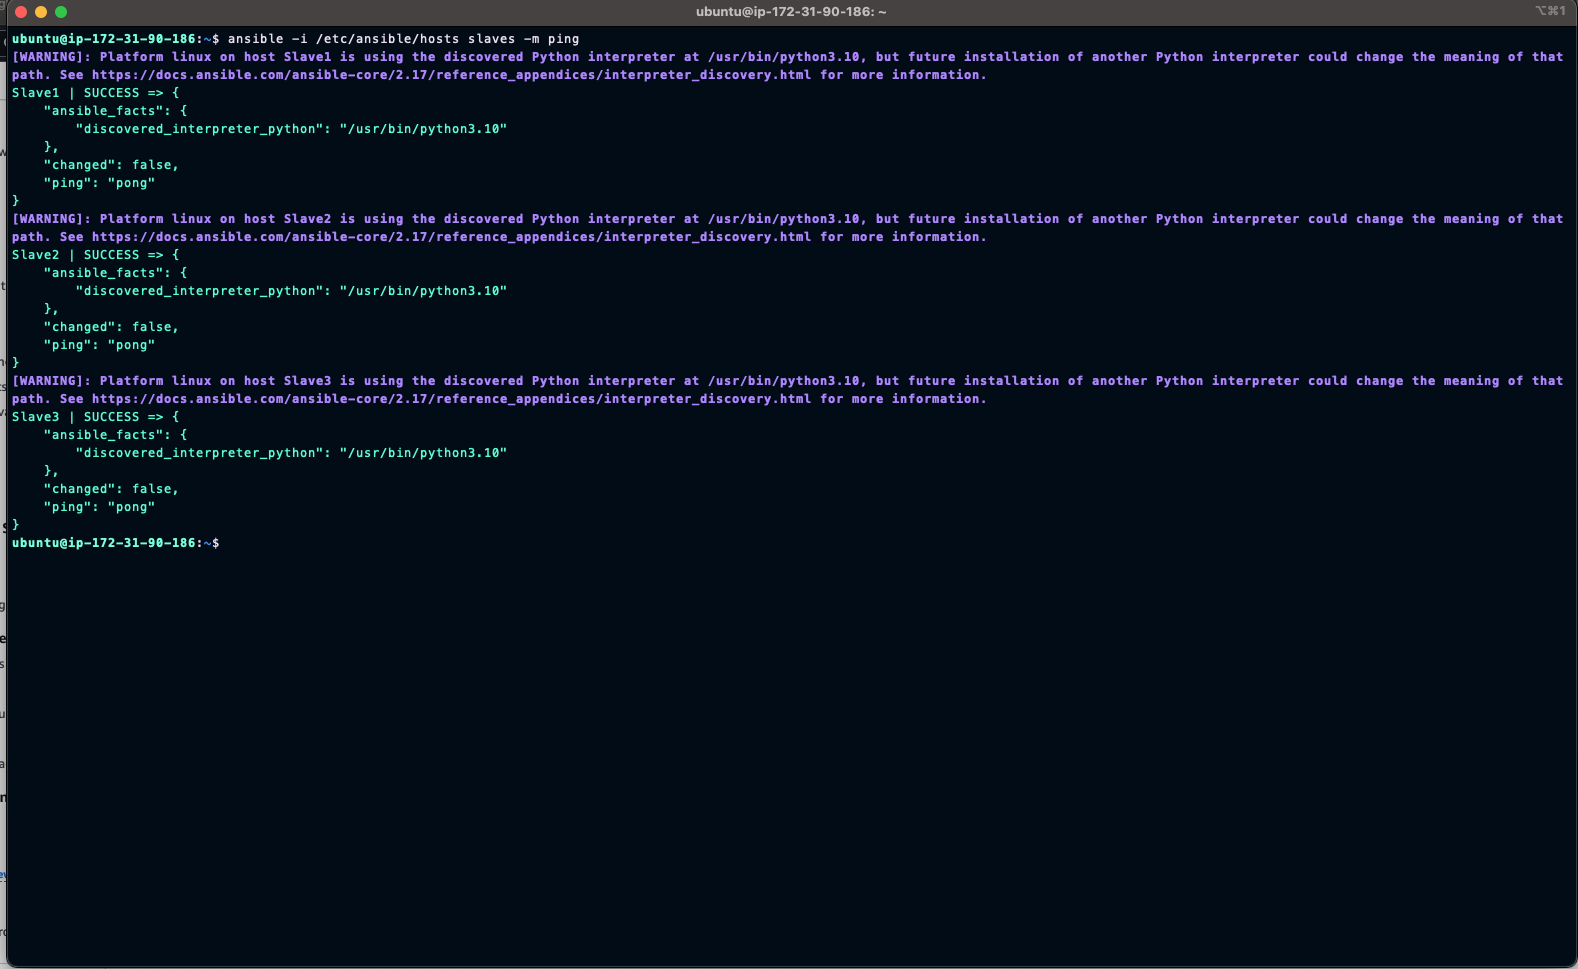 ubuntu@ip-172-31-90-186: ~
⌥⌘1
ubuntu@ip-172-31-90-186:~$ ansible -i /etc/ansible/hosts slaves -m ping
[WARNING]: Platform linux on host Slave1 is using the discovered Python interpreter at /usr/bin/python3.10, but future installation of another Python interpreter could change the meaning of that
path. See https://docs.ansible.com/ansible-core/2.17/reference_appendices/interpreter_discovery.html for more information.
Slave1 | SUCCESS => {
    "ansible_facts": {
        "discovered_interpreter_python": "/usr/bin/python3.10"
    },
    "changed": false,
    "ping": "pong"
}
[WARNING]: Platform linux on host Slave2 is using the discovered Python interpreter at /usr/bin/python3.10, but future installation of another Python interpreter could change the meaning of that
path. See https://docs.ansible.com/ansible-core/2.17/reference_appendices/interpreter_discovery.html for more information.
Slave2 | SUCCESS => {
    "ansible_facts": {
        "discovered_interpreter_python": "/usr/bin/python3.10"
    },
    "changed": false,
    "ping": "pong"
}
[WARNING]: Platform linux on host Slave3 is using the discovered Python interpreter at /usr/bin/python3.10, but future installation of another Python interpreter could change the meaning of that
path. See https://docs.ansible.com/ansible-core/2.17/reference_appendices/interpreter_discovery.html for more information.
Slave3 | SUCCESS => {
    "ansible_facts": {
        "discovered_interpreter_python": "/usr/bin/python3.10"
    },
    "changed": false,
    "ping": "pong"
}
ubuntu@ip-172-31-90-186:~$